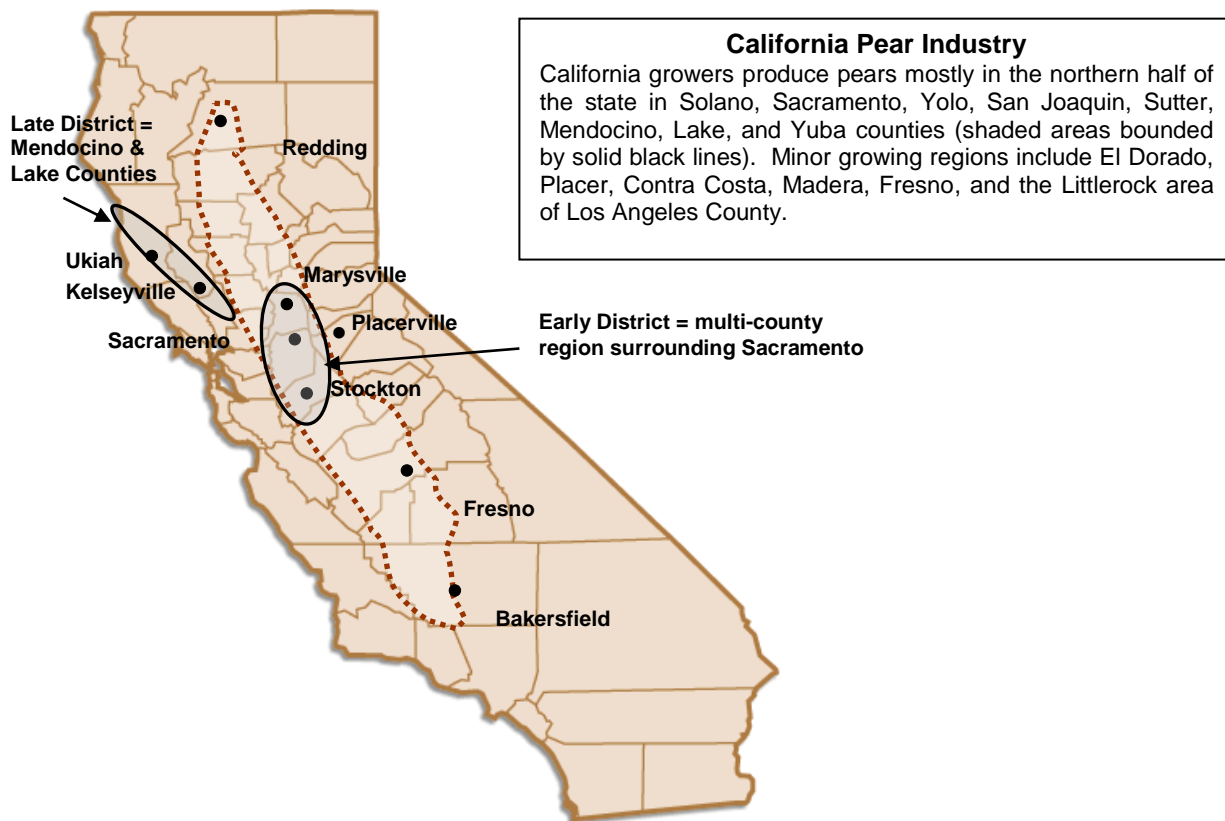 California Pear Industry
California growers produce pears mostly in the northern half of
the state in Solano, Sacramento, Yolo, San Joaquin, Sutter,
Mendocino, Lake, and Yuba counties (shaded areas bounded
by solid black lines). Minor growing regions include El Dorado,
Placer, Contra Costa, Madera, Fresno, and the Littlerock area
of Los Angeles County.
Late District =
Mendocino &
Lake Counties
Redding
Ukiah
Kelseyville
Marysville
Sacramento
Placerville
Early District = multi-county
region surrounding Sacramento
Stockton
Fresno
Bakersfield